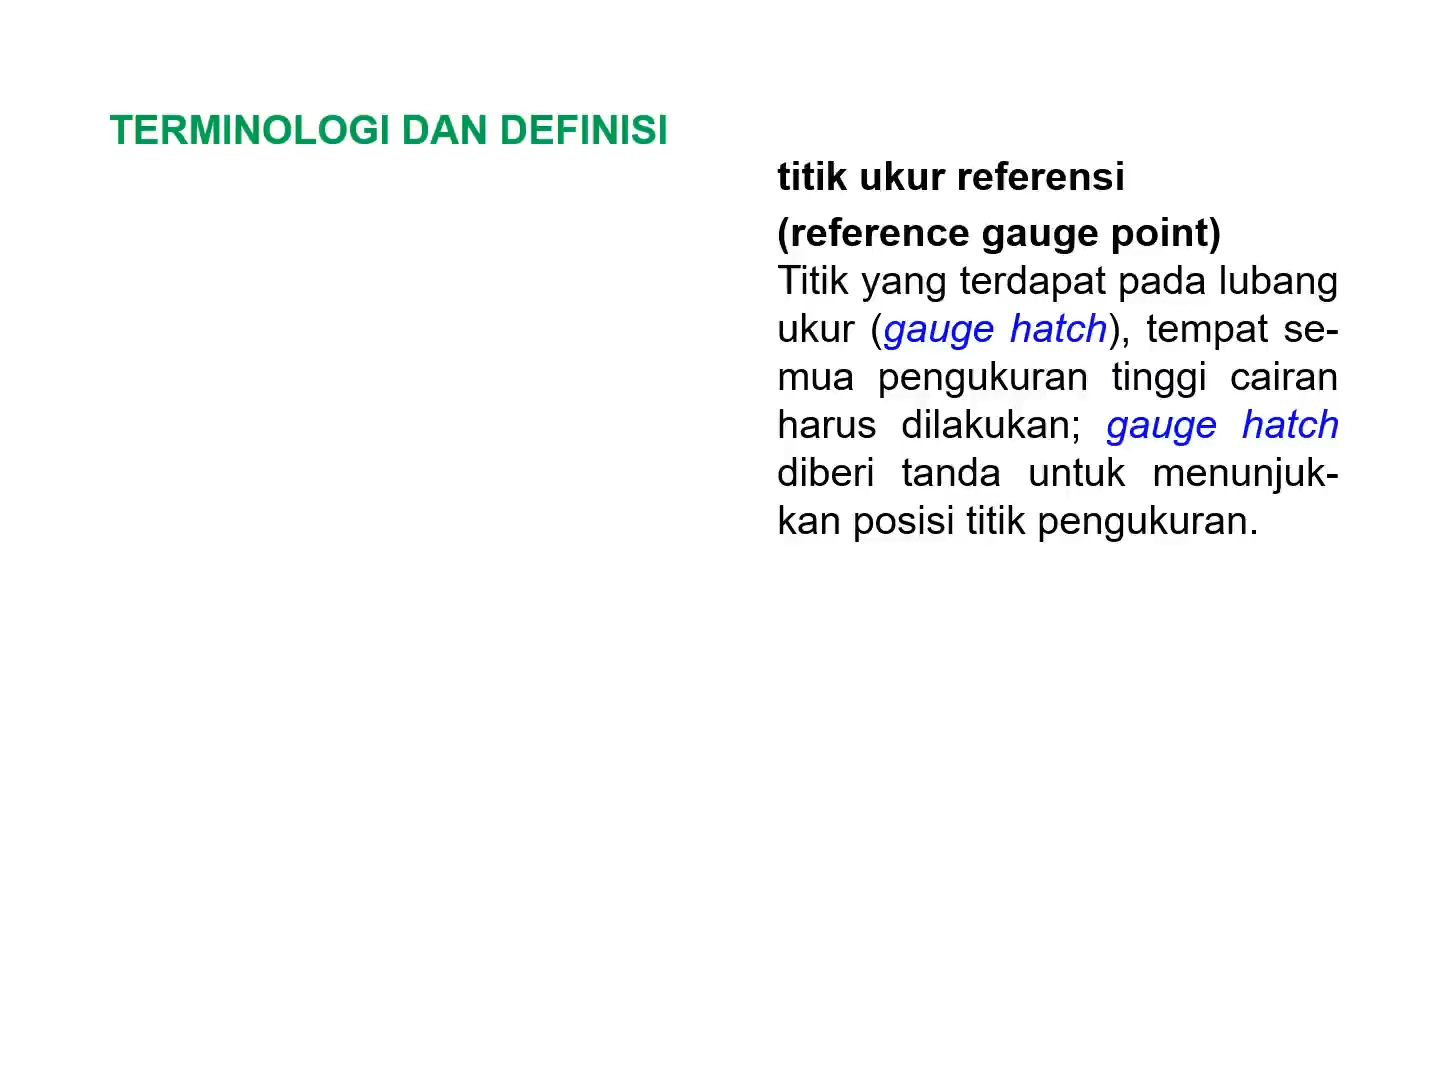 TERMINOLOGI DAN DEFINISI
titik ukur referensi
(reference gauge point)
Titik yang terdapat pada lubang
ukur (gauge hatch), tempat se-
mua pengukuran tinggi cairan
harus dilakukan; gauge hatch
diberi tanda untuk menunjuk-
kan posisi titik pengukuran.